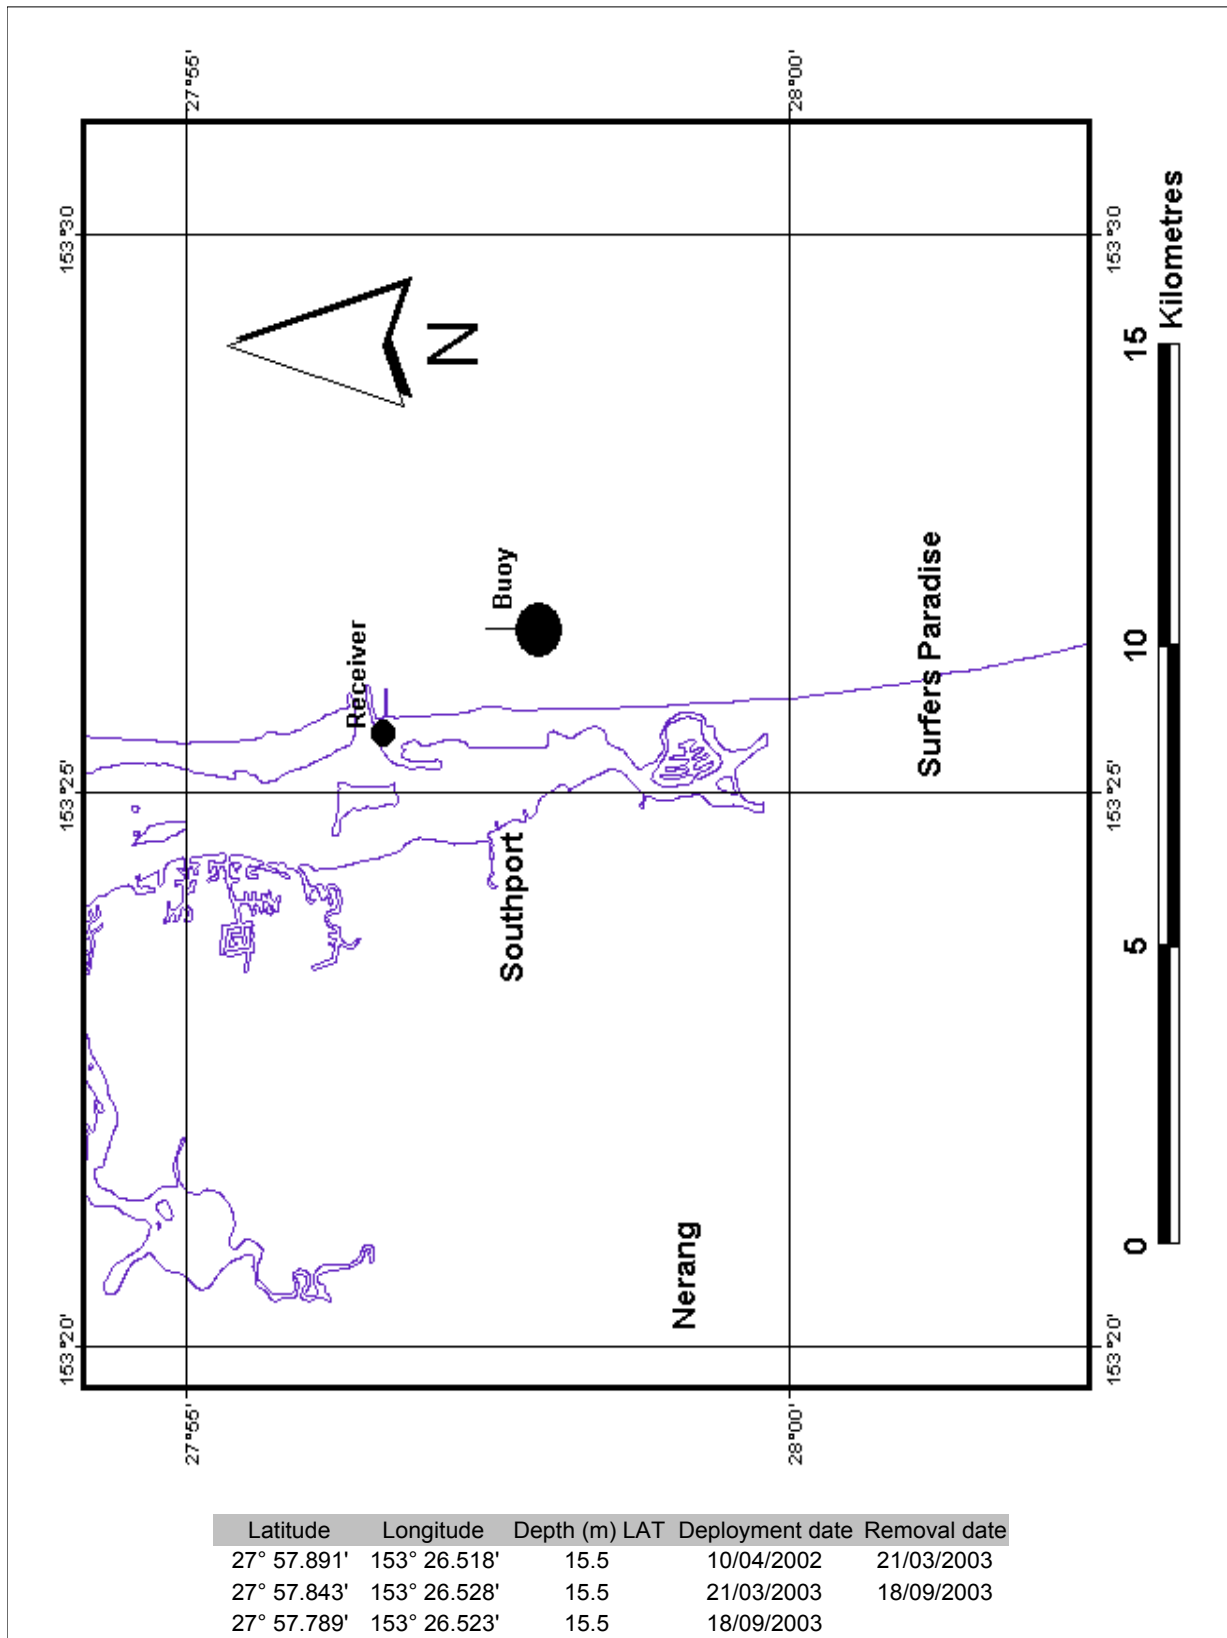 27°55'
28°00'
153°30
153°30
N
Kilometres
15
Buoy
Receiver
10
Surfers Paradise
153°25'
153°25'
Southport
5
Nerang
0
153°20'
153°20'
27°55'
28°00'
Latitude Longitude Depth (m) LAT Deployment date Removal date
27° 57.891' 153° 26.518' 15.5 10/04/2002 21/03/2003
27° 57.843' 153° 26.528' 15.5 21/03/2003 18/09/2003
27° 57.789' 153° 26.523' 15.5 18/09/2003